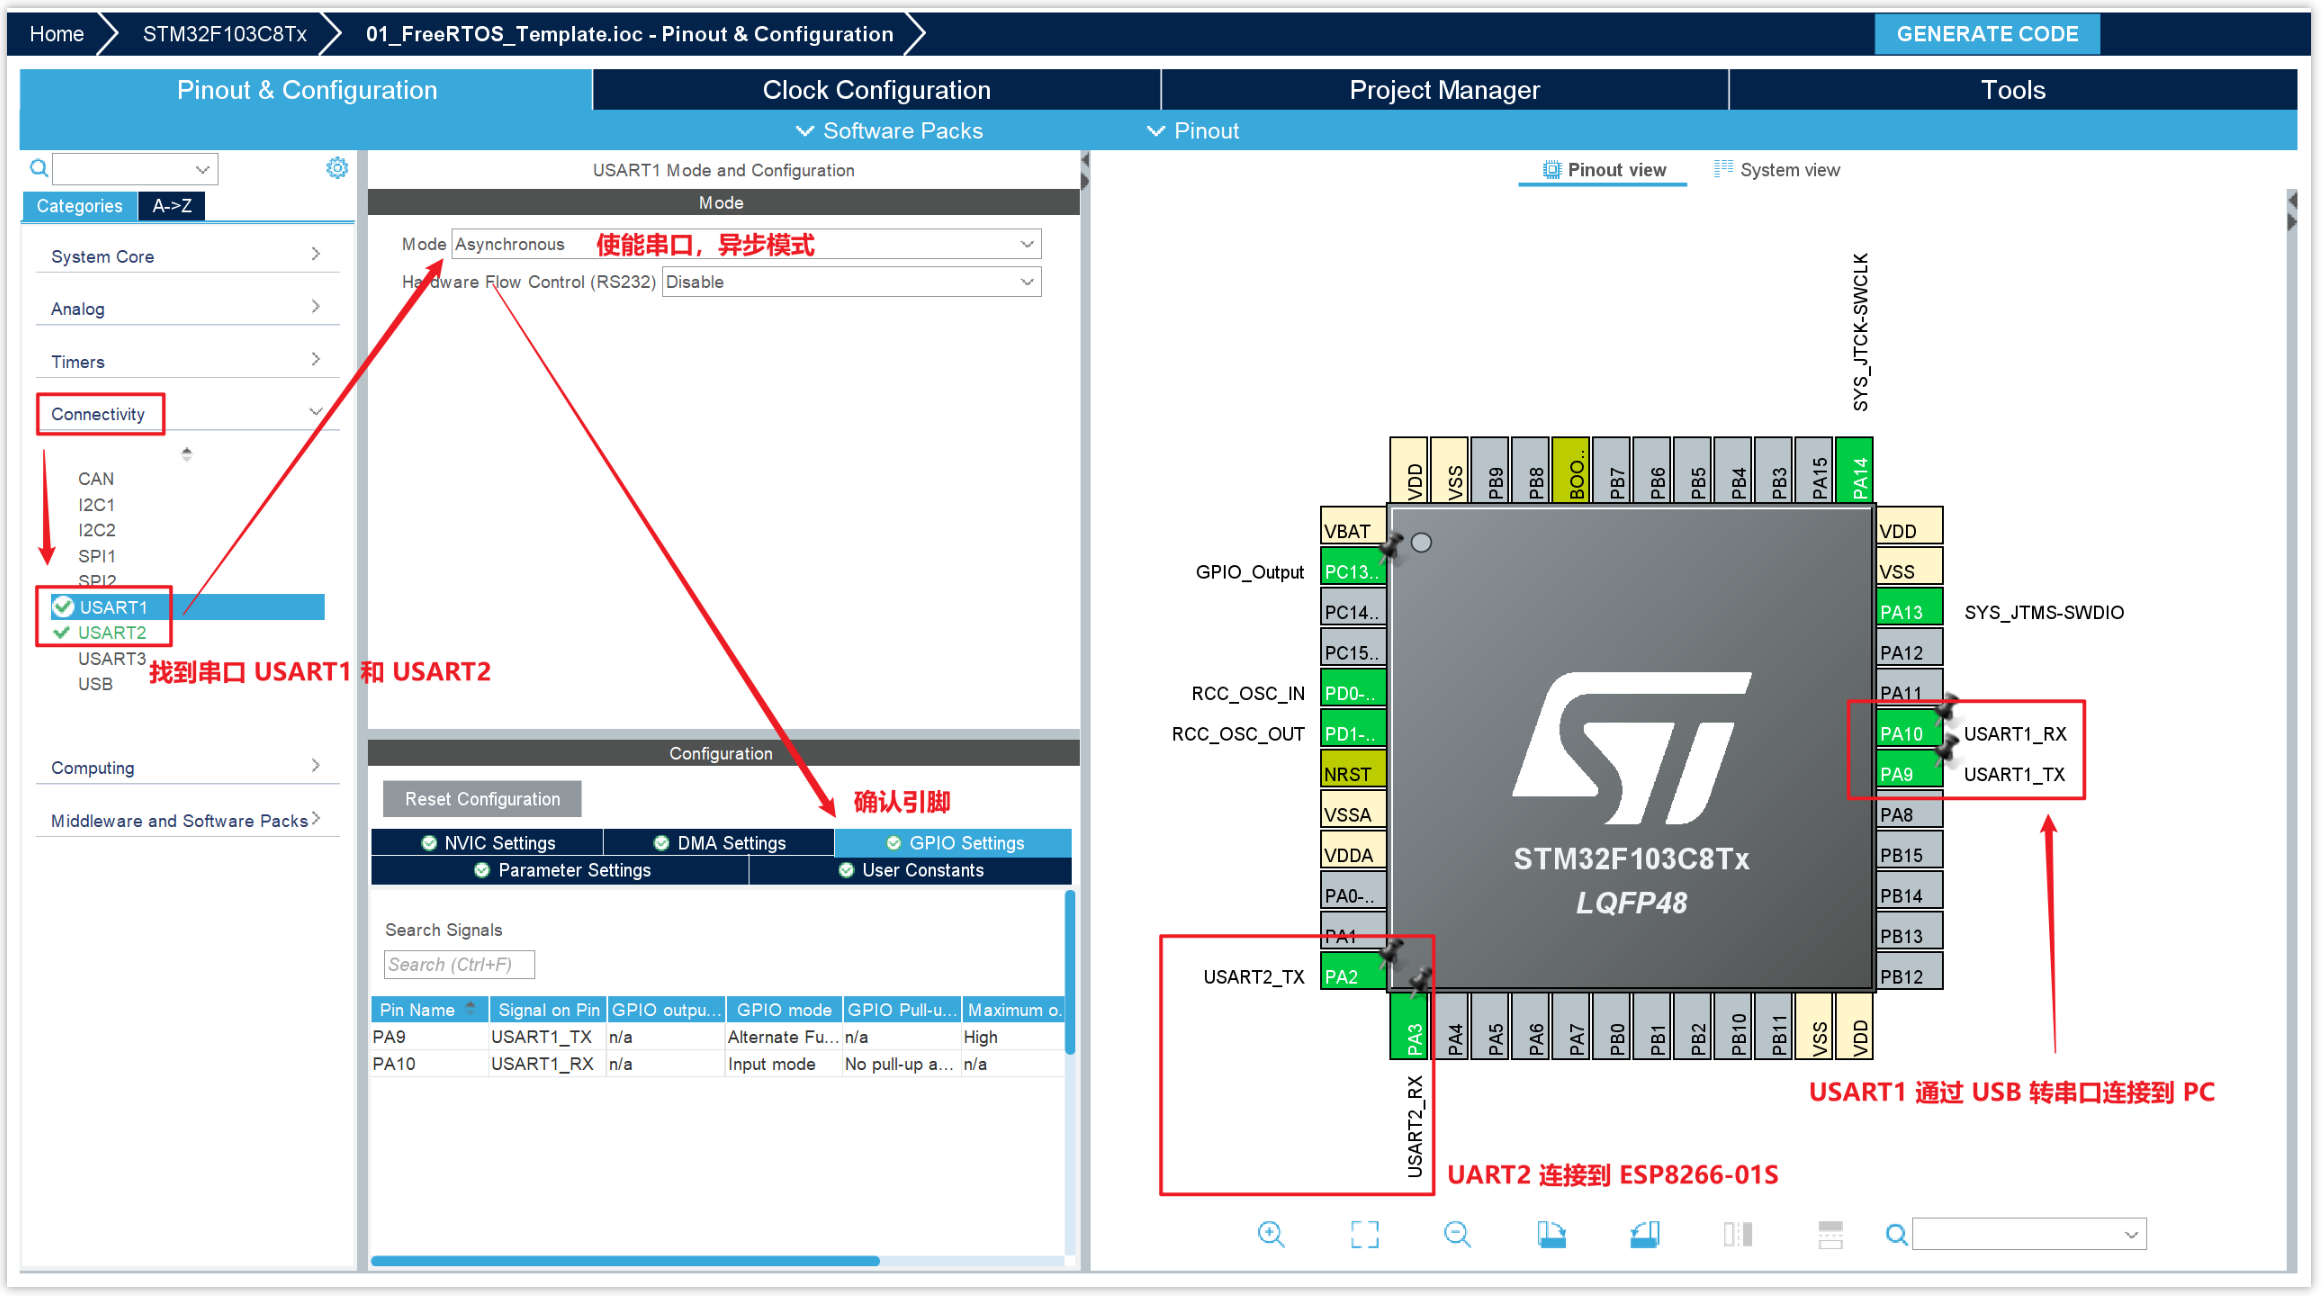 Home
STM32F103C8Tx
01_FreeRTOS_Template.ioc - Pinout & Configuration
GENERATE CODE
Pinout & Configuration
Clock Configuration
Project Manager
Tools
Software Packs
Pinout
Categories
A->Z
System Core
Analog
Timers
Connectivity
CAN
I2C1
I2C2
SPI1
SPI2
USART1
USART2
USART3
USB
找到串口 USART1 和 USART2
Computing
Middleware and Software Packs
USART1 Mode and Configuration
Mode
Mode Asynchronous
使能串口，异步模式
Hardware Flow Control (RS232) Disable
Configuration
Reset Configuration
确认引脚
NVIC Settings
DMA Settings
GPIO Settings
Parameter Settings
User Constants
Search Signals
Search (Ctrl+F)
Pin Name Signal on Pin GPIO outpu... GPIO mode GPIO Pull-u... Maximum o.
PA9 USART1_TX n/a Alternate Fu... n/a High
PA10 USART1_RX n/a Input mode No pull-up a... n/a
Pinout view
System view
SYS_JTCK-SWCLK
VDD
VSS
PB9
PB8
BOO..
PB7
PB6
PB5
PB4
PB3
PA15
PA14
VBAT
GPIO_Output PC13..
PC14..
PC15..
RCC_OSC_IN PD0-..
RCC_OSC_OUT PD1-..
NRST
VSSA
VDDA
PA0-..
PA1
USART2_TX PA2
STM32F103C8Tx
LQFP48
VDD
VSS
PA13 SYS_JTMS-SWDIO
PA12
PA11
PA10 USART1_RX
PA9 USART1_TX
PA8
PB15
PB14
PB13
PB12
PA3
PA4
PA5
PA6
PA7
PB0
PB1
PB2
PB10
PB11
VSS
VDD
USART2_RX
USART1 通过 USB 转串口连接到 PC
UART2 连接到 ESP8266-01S